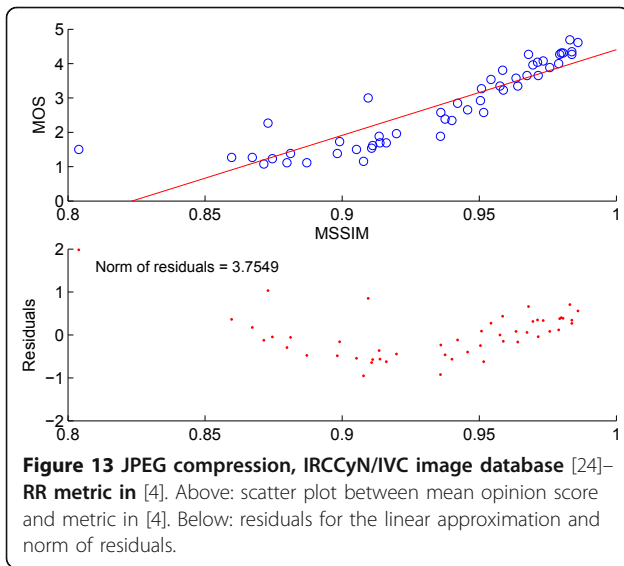 5
4
3
2
1
0
MOS
0.8 0.85 0.9 0.95 1
MSSIM
2
1
0
−1
−2
Residuals
Norm of residuals = 3.7549
0.8 0.85 0.9 0.95 1
Figure 13 JPEG compression, IRCCyN/IVC image database [24]–
RR metric in [4]. Above: scatter plot between mean opinion score
and metric in [4]. Below: residuals for the linear approximation and
norm of residuals.